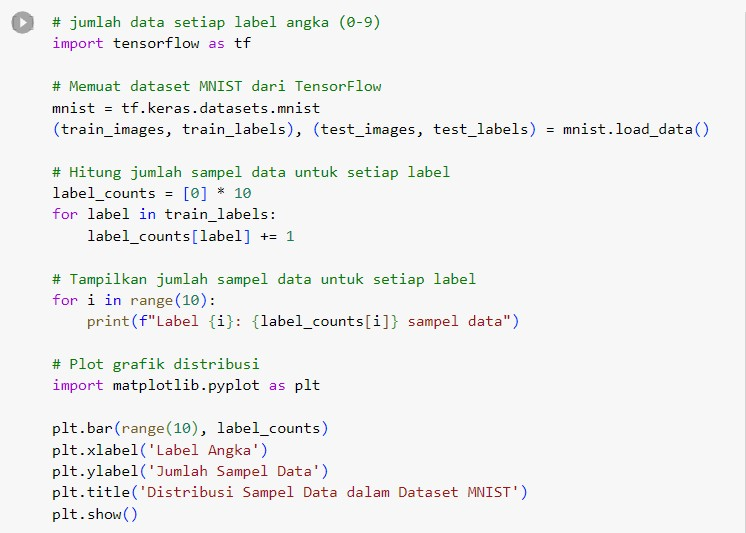 # jumlah data setiap label angka (0-9)
import tensorflow as tf
# Memuat dataset MNIST dari TensorFlow
mnist = tf.keras.datasets.mnist
(train_images, train_labels), (test_images, test_labels) = mnist.load_data()
# Hitung jumlah sampel data untuk setiap label
label_counts = [0] * 10
for label in train_labels:
    label_counts[label] += 1
# Tampilkan jumlah sampel data untuk setiap label
for i in range(10):
    print(f"Label {i}: {label_counts[i]} sampel data")
# Plot grafik distribusi
import matplotlib.pyplot as plt
plt.bar(range(10), label_counts)
plt.xlabel('Label Angka')
plt.ylabel('Jumlah Sampel Data')
plt.title('Distribusi Sampel Data dalam Dataset MNIST')
plt.show()